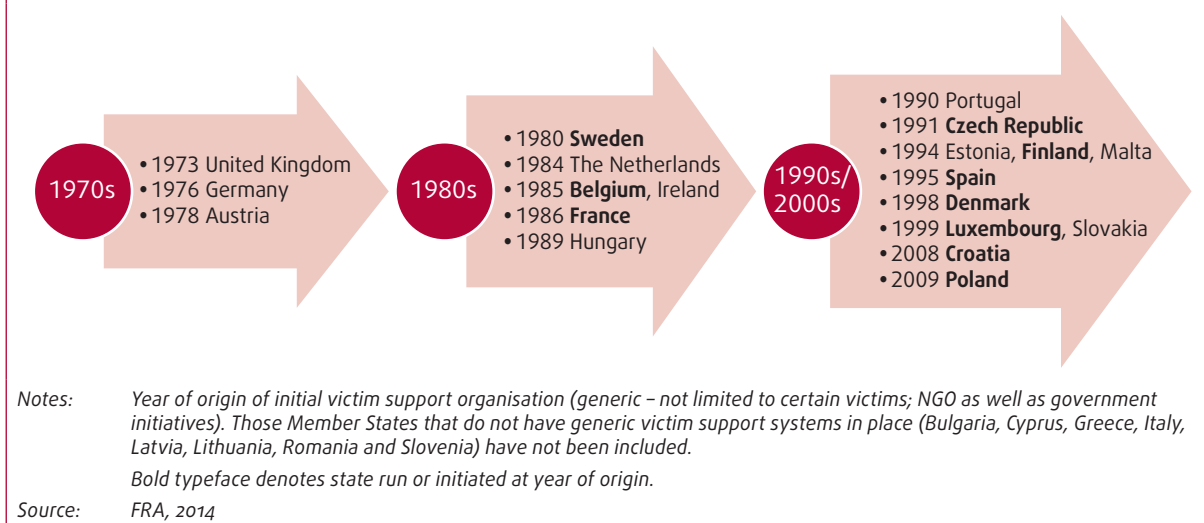 1970s
• 1973 United Kingdom
• 1976 Germany
• 1978 Austria
1980s
• 1980 Sweden
• 1984 The Netherlands
• 1985 Belgium, Ireland
• 1986 France
• 1989 Hungary
1990s/
2000s
• 1990 Portugal
• 1991 Czech Republic
• 1994 Estonia, Finland, Malta
• 1995 Spain
• 1998 Denmark
• 1999 Luxembourg, Slovakia
• 2008 Croatia
• 2009 Poland
Notes: Year of origin of initial victim support organisation (generic – not limited to certain victims; NGO as well as government
initiatives). Those Member States that do not have generic victim support systems in place (Bulgaria, Cyprus, Greece, Italy,
Latvia, Lithuania, Romania and Slovenia) have not been included.
Bold typeface denotes state run or initiated at year of origin.
Source: FRA, 2014